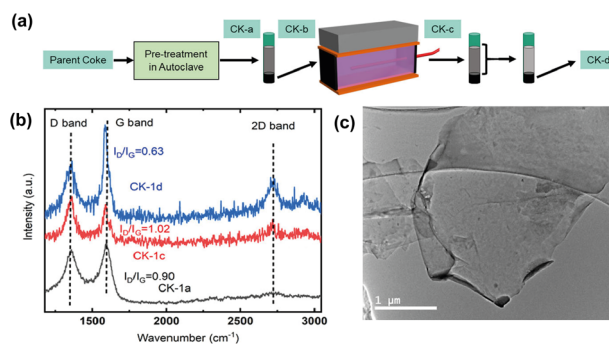 (a)
Parent Coke
Pre-treatment
in Autoclave
CK-a
CK-b
CK-c
CK-d
(b)
D band
G band
2D band
I_D/I_G=0.63
CK-1d
I_D/I_G=1.02
CK-1c
I_D/I_G=0.90
CK-1a
Intensity (a.u.)
1500
2000
2500
3000
Wavenumber (cm⁻¹)
(c)
1 µm